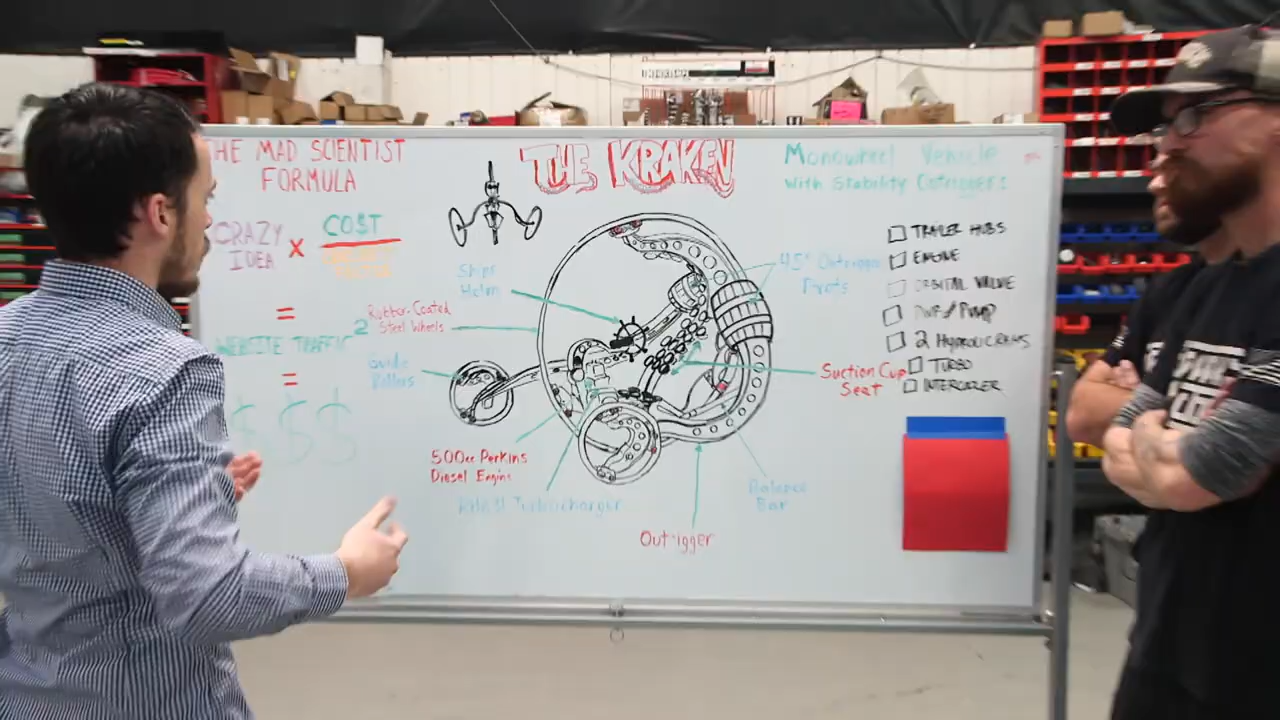 THE MAD SCIENTIST
FORMULA
CRAZY
IDEA
X
COST
=
WEBSITE TRAFFIC
2
=
$$$
THE KRAKEN
Ships
Helm
Rubber-Coated
Steel Wheels
Guide
Rollers
500cc Perkins
Diesel Engine
Turbocharger
Outrigger
Balance
Bar
Suction Cup
Seat
45° Outrigger
Pivots
Monowheel Vehicle
With Stability Outriggers
TRAILER HUBS
ENGINE
ORBITAL VALVE
PUMP
2 HYDRAULIC RAMS
TURBO
INTERCOOLER